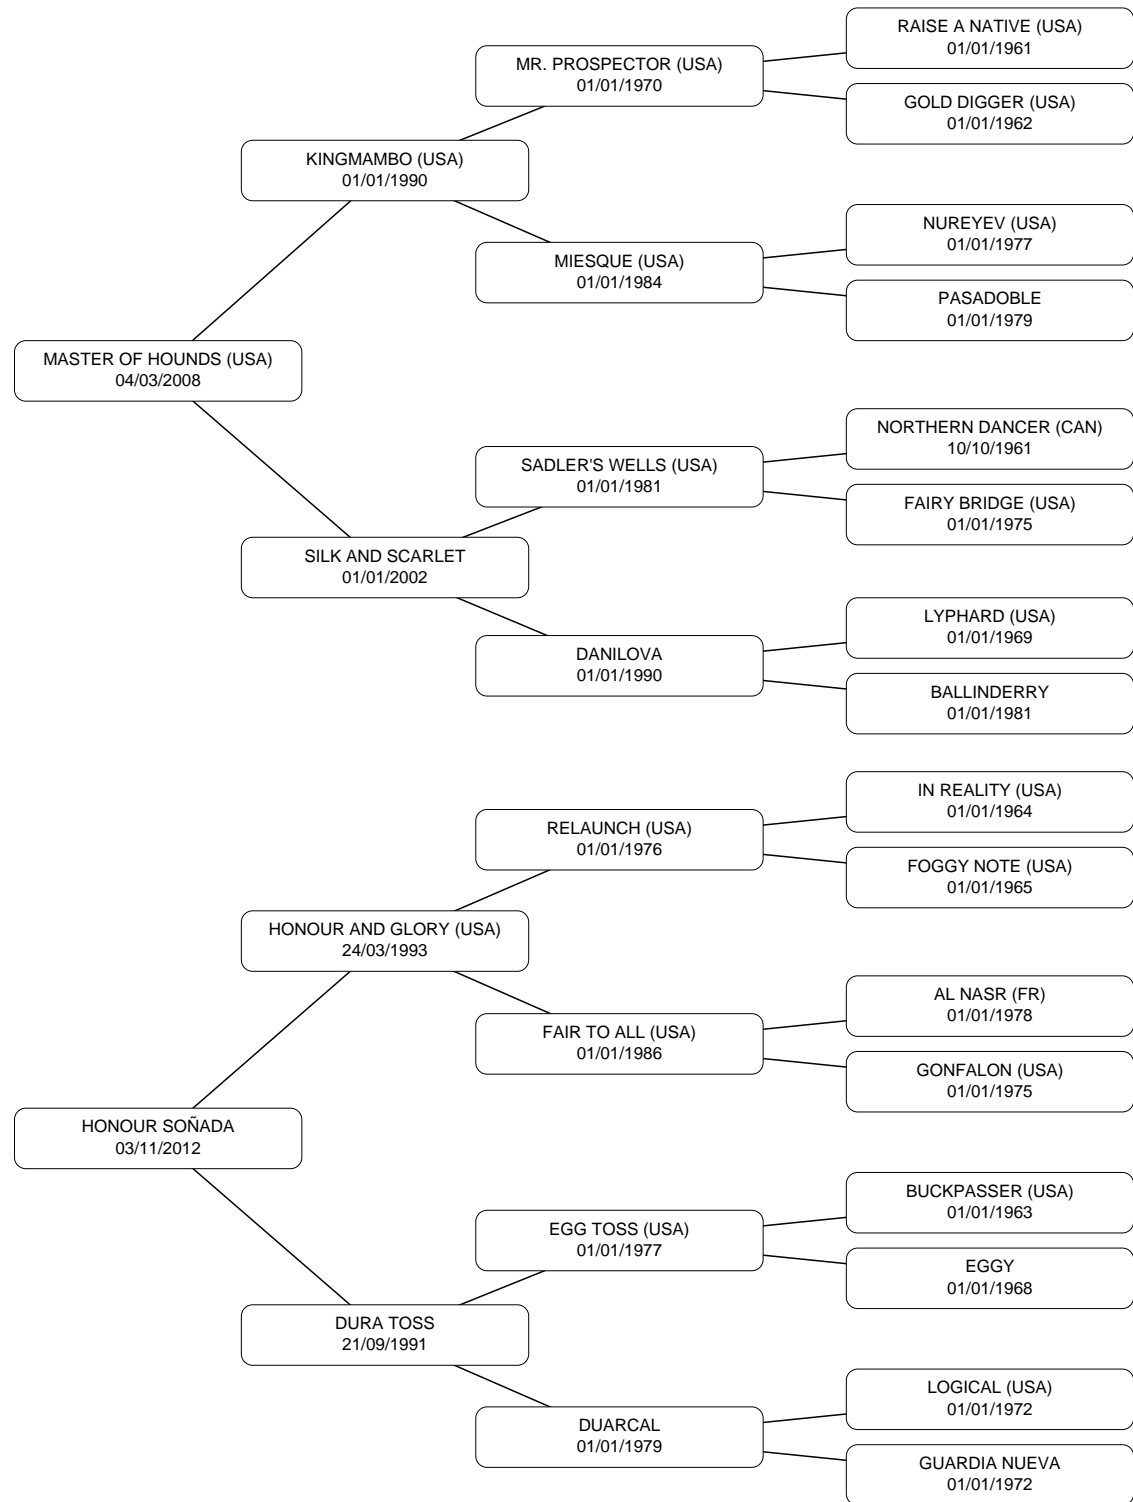 RAISE A NATIVE (USA)
01/01/1961
MR. PROSPECTOR (USA)
01/01/1970
GOLD DIGGER (USA)
01/01/1962
KINGMAMBO (USA)
01/01/1990
NUREYEV (USA)
01/01/1977
MIESQUE (USA)
01/01/1984
PASADOBLE
01/01/1979
MASTER OF HOUNDS (USA)
04/03/2008
NORTHERN DANCER (CAN)
10/10/1961
SADLER'S WELLS (USA)
01/01/1981
FAIRY BRIDGE (USA)
01/01/1975
SILK AND SCARLET
01/01/2002
LYPHARD (USA)
01/01/1969
DANILOVA
01/01/1990
BALLINDERRY
01/01/1981
IN REALITY (USA)
01/01/1964
RELAUNCH (USA)
01/01/1976
FOGGY NOTE (USA)
01/01/1965
HONOUR AND GLORY (USA)
24/03/1993
AL NASR (FR)
01/01/1978
FAIR TO ALL (USA)
01/01/1986
GONFALON (USA)
01/01/1975
HONOUR SOÑADA
03/11/2012
BUCKPASSER (USA)
01/01/1963
EGG TOSS (USA)
01/01/1977
EGGY
01/01/1968
DURA TOSS
21/09/1991
LOGICAL (USA)
01/01/1972
DUARCAL
01/01/1979
GUARDIA NUEVA
01/01/1972